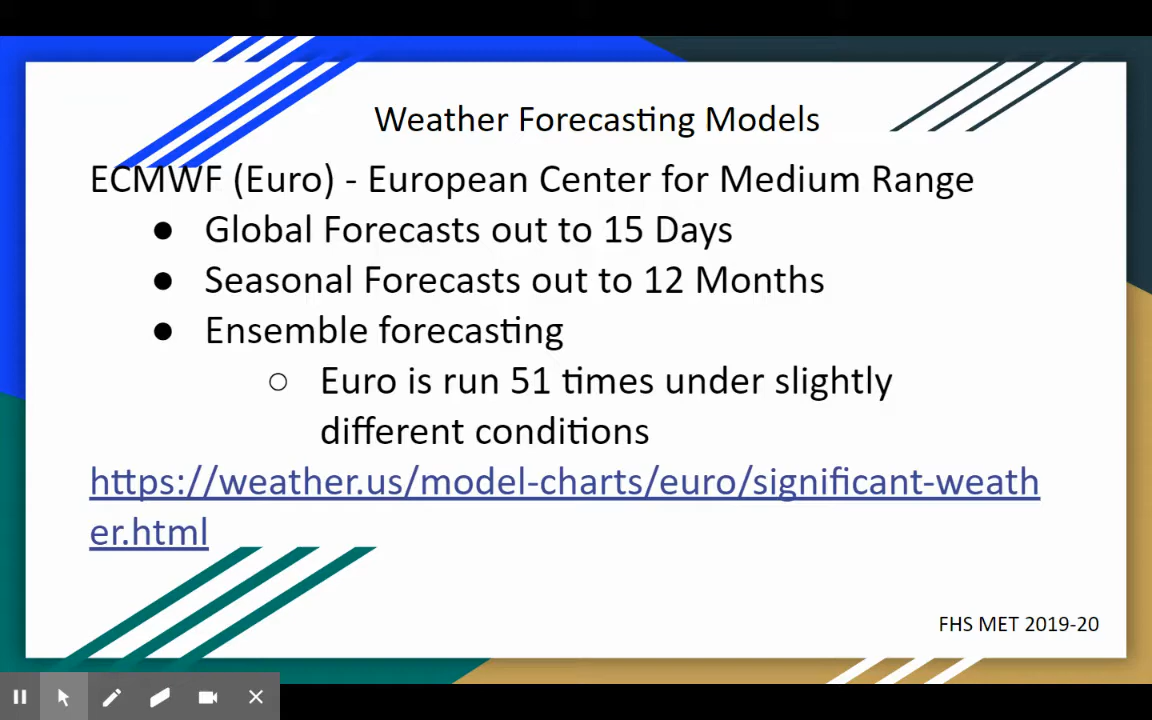 Weather Forecasting Models
ECMWF (Euro) - European Center for Medium Range
● Global Forecasts out to 15 Days
● Seasonal Forecasts out to 12 Months
● Ensemble forecasting
○ Euro is run 51 times under slightly
different conditions
https://weather.us/model-charts/euro/significant-weath
er.html
FHS MET 2019-20